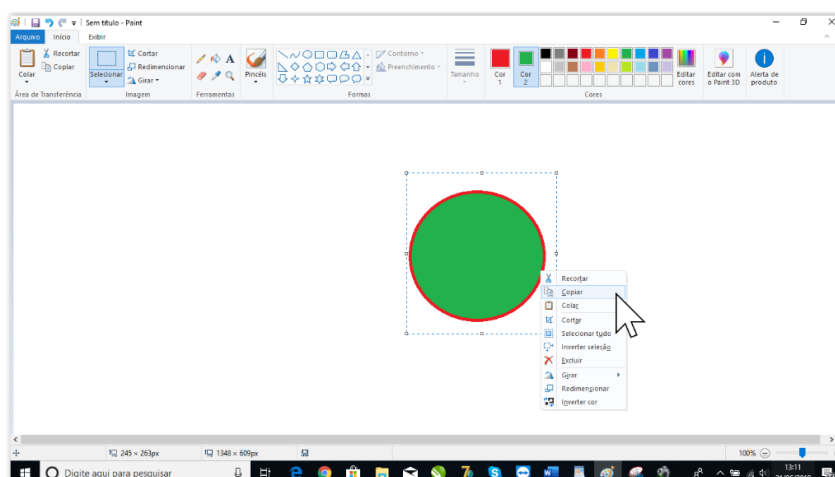 Sem título - Paint
Arquivo Início Exibir
Colar
Recortar
Copiar
Área de Transferência
Selecionar
Cortar
Redimensionar
Girar
Imagem
A
Ferramentas
Pincéis
Contorno
Preenchimento
Formas
Tamanho
Cor 1
Cor 2
Cores
Editar cores
Editar com o Paint 3D
Alerta de produto
Recortar
Copiar
Colar
Cortar
Selecionar tudo
Inverter seleção
Excluir
Girar
Redimensionar
Inverter cor
245 × 263px
1348 × 609px
100%
Digite aqui para pesquisar
13:11